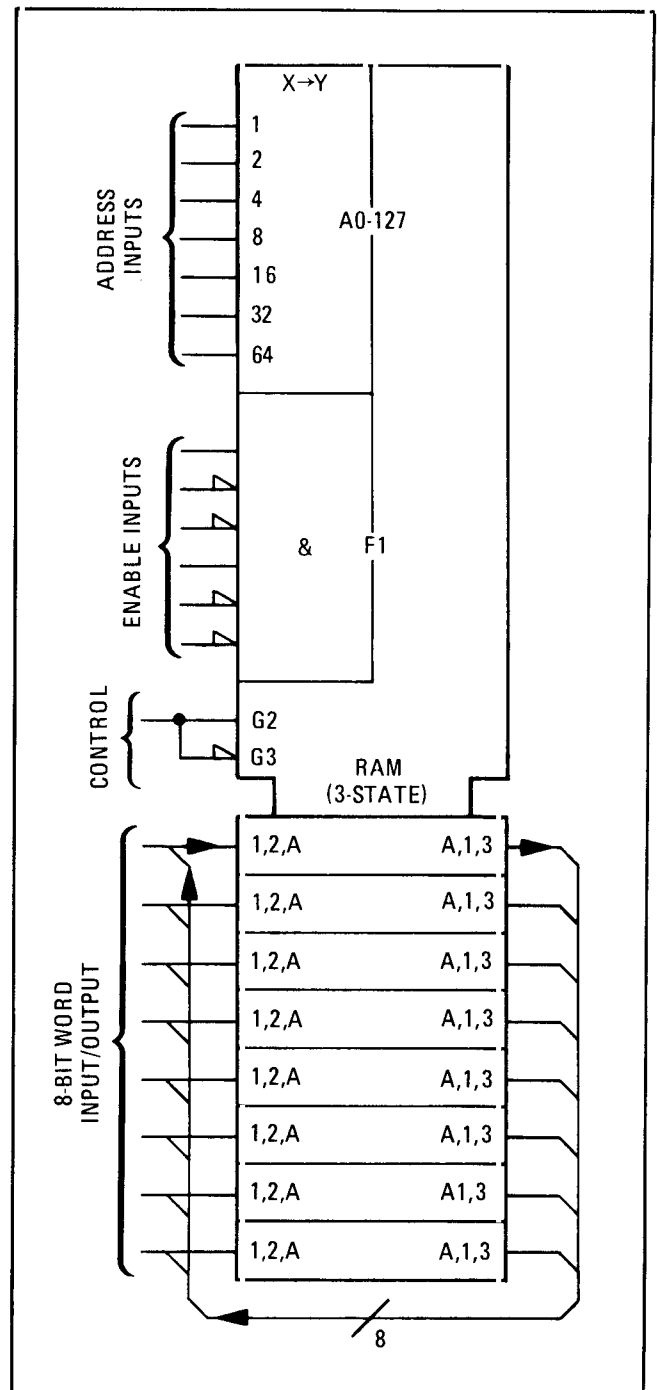 X→Y
ADDRESS
INPUTS
1
2
4
8
16
32
64
A0-127
ENABLE INPUTS
&
F1
CONTROL
G2
G3
RAM
(3-STATE)
8-BIT WORD
INPUT/OUTPUT
1,2,A A,1,3
1,2,A A,1,3
1,2,A A,1,3
1,2,A A,1,3
1,2,A A,1,3
1,2,A A,1,3
1,2,A A1,3
1,2,A A,1,3
8